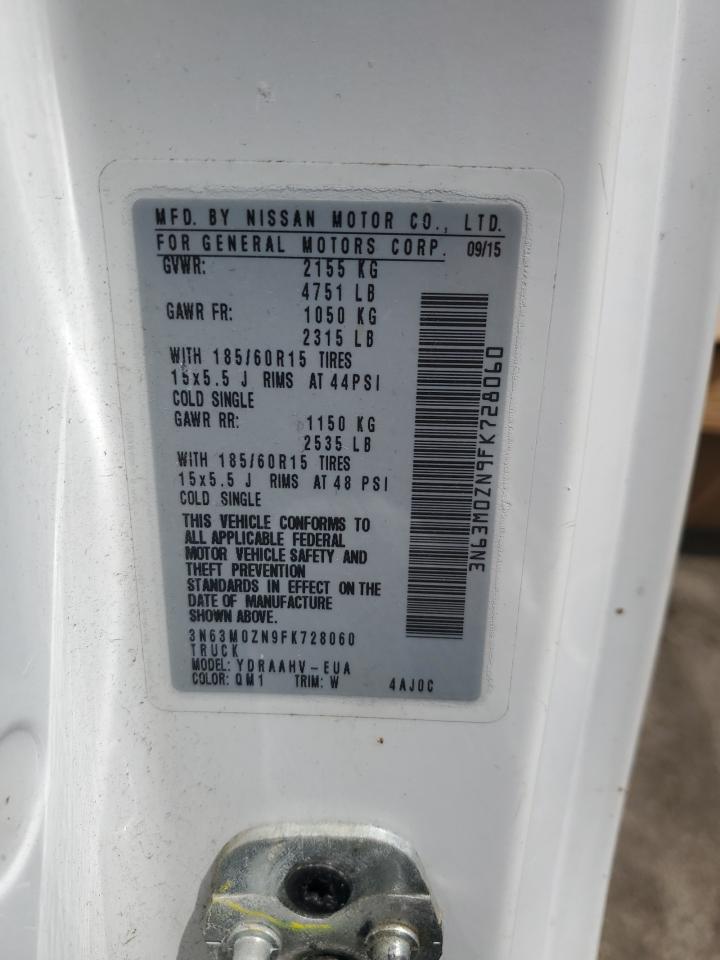 MFD. BY NISSAN MOTOR CO., LTD.
FOR GENERAL MOTORS CORP. 09/15
GVWR: 2155 KG
4751 LB
GAWR FR: 1050 KG
2315 LB
WITH 185/60R15 TIRES
15x5.5 J RIMS AT 44PSI
COLD SINGLE
GAWR RR: 1150 KG
2535 LB
WITH 185/60R15 TIRES
15x5.5 J RIMS AT 48 PSI
COLD SINGLE
THIS VEHICLE CONFORMS TO
ALL APPLICABLE FEDERAL
MOTOR VEHICLE SAFETY AND
THEFT PREVENTION
STANDARDS IN EFFECT ON THE
DATE OF MANUFACTURE
SHOWN ABOVE.
3N63M0ZN9FK728060
TRUCK
MODEL: YDRAAHV-EUA
COLOR: QM1 TRIM: W 4AJ0C
3N63M0ZN9FK728060